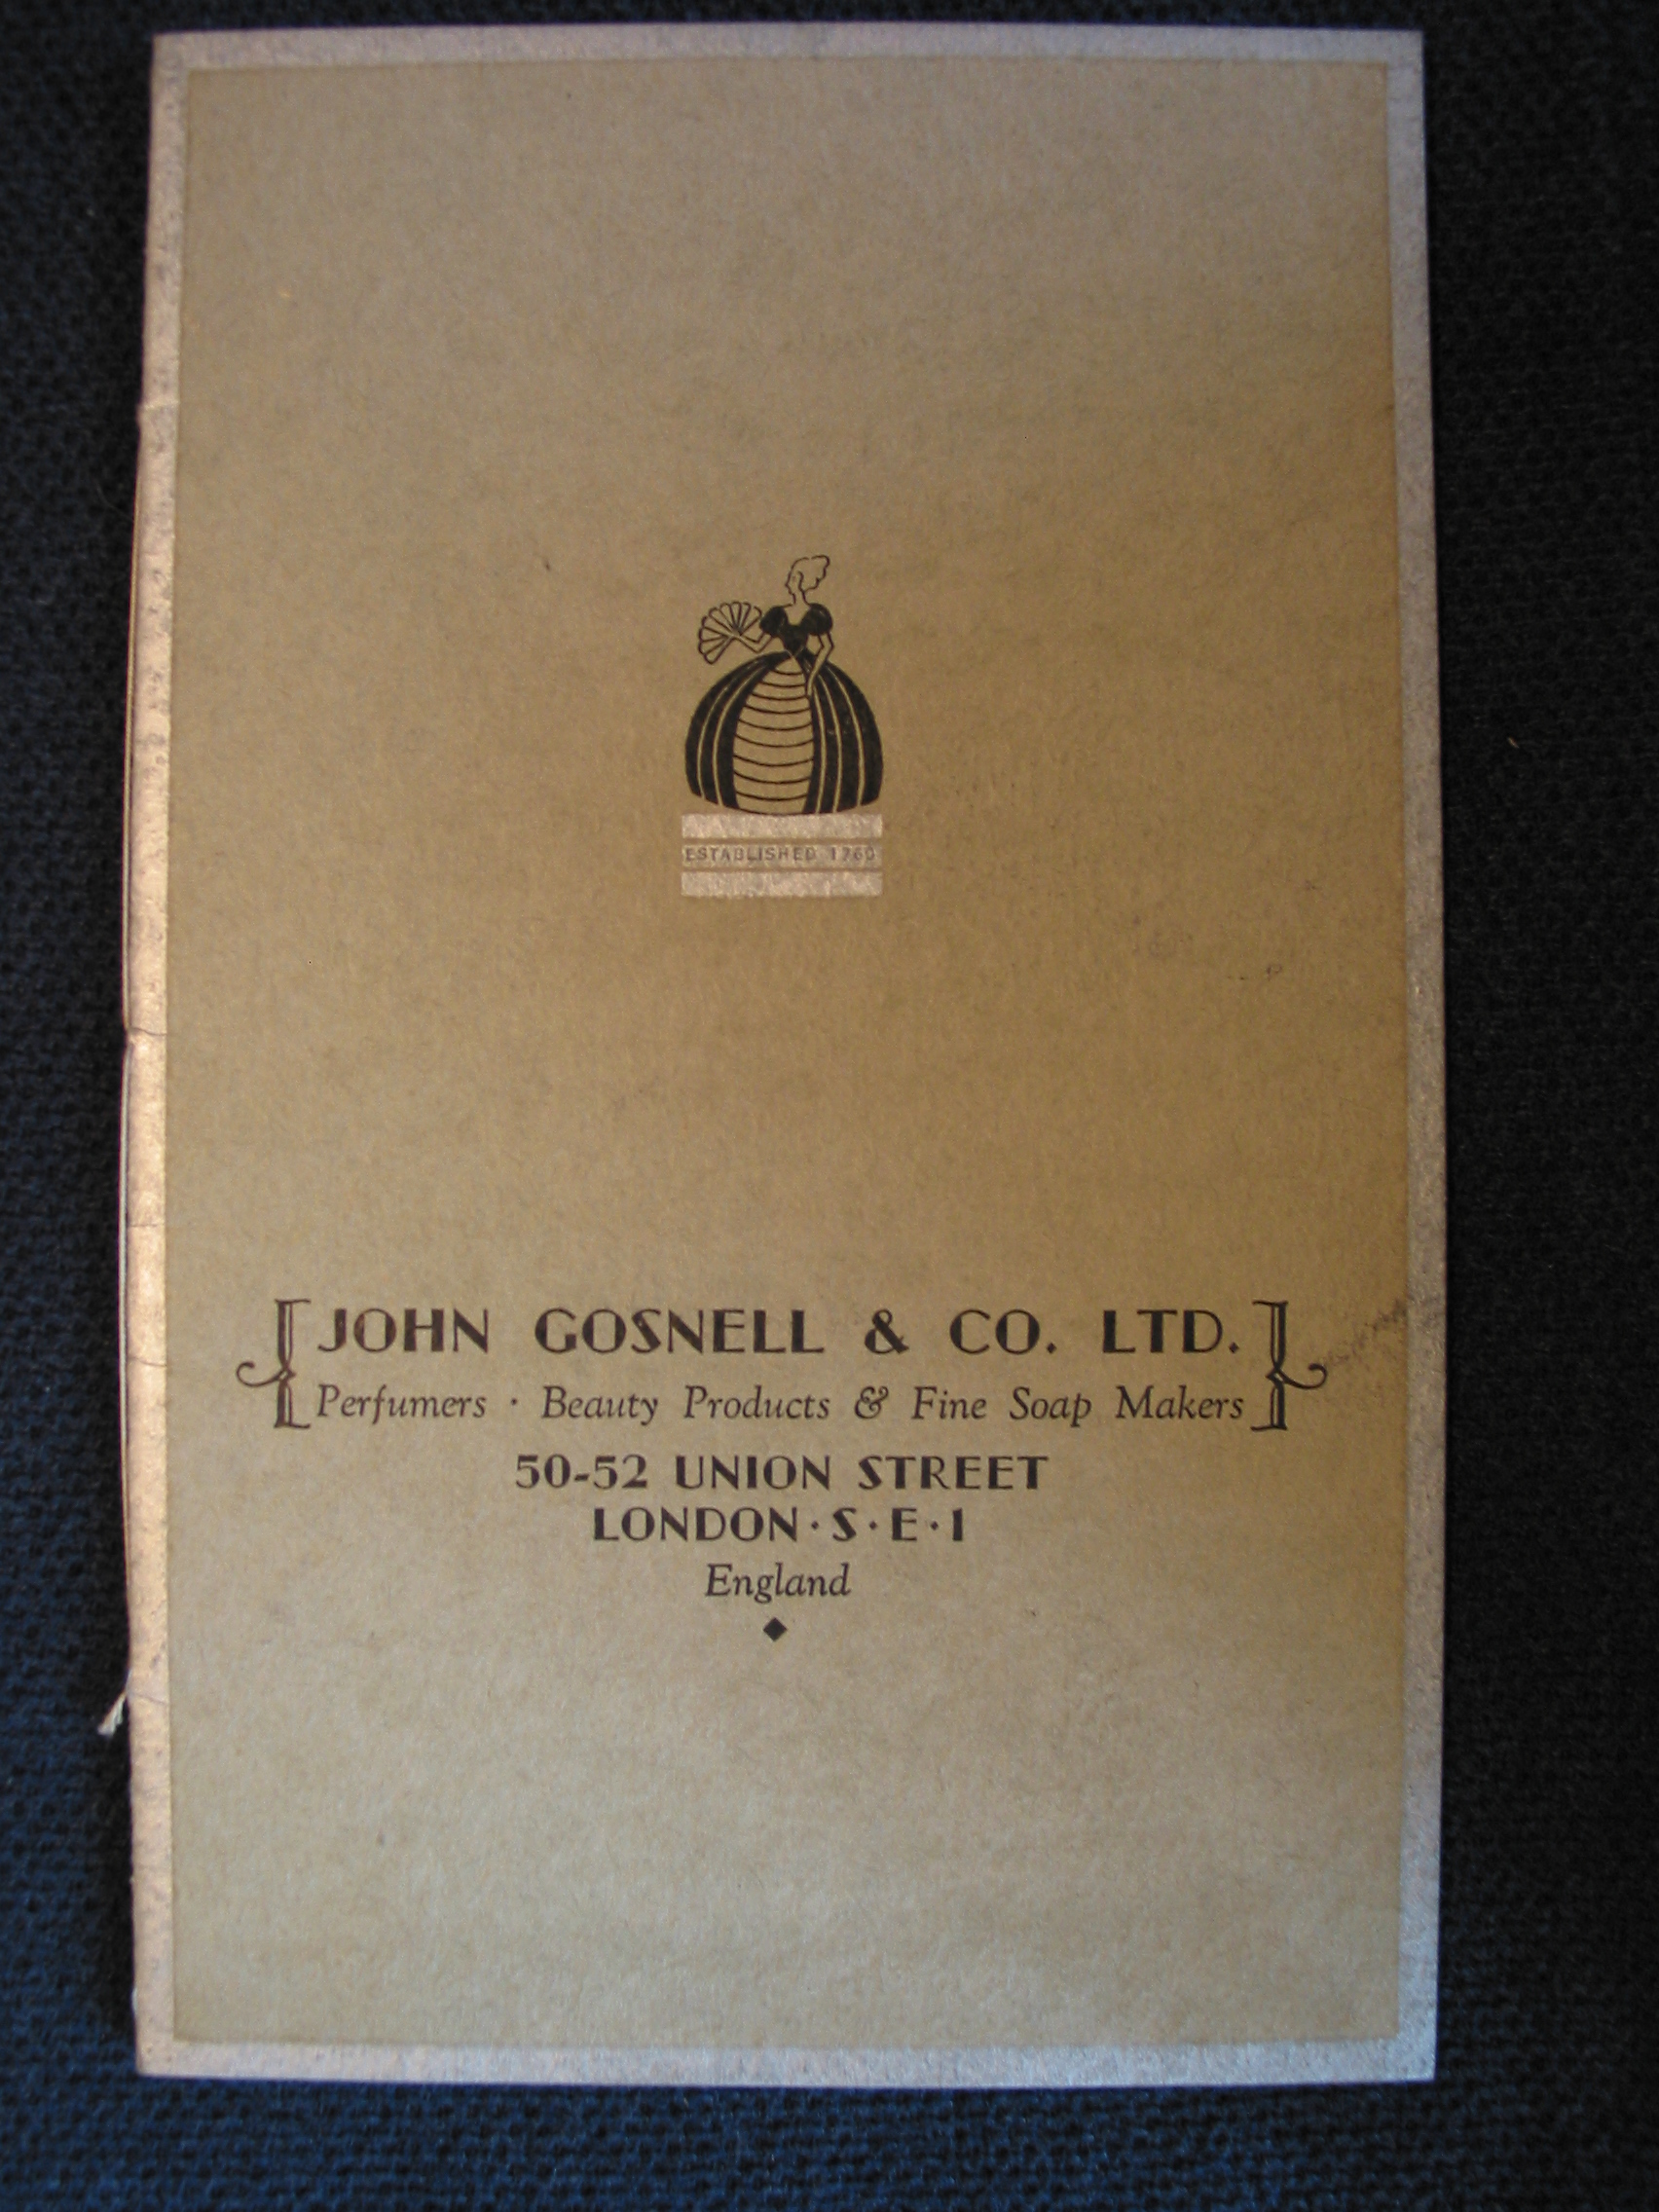 ESTABLISHED 1760
JOHN GOSNELL & CO. LTD.
Perfumers · Beauty Products & Fine Soap Makers
50-52 UNION STREET
LONDON · S · E · 1
England